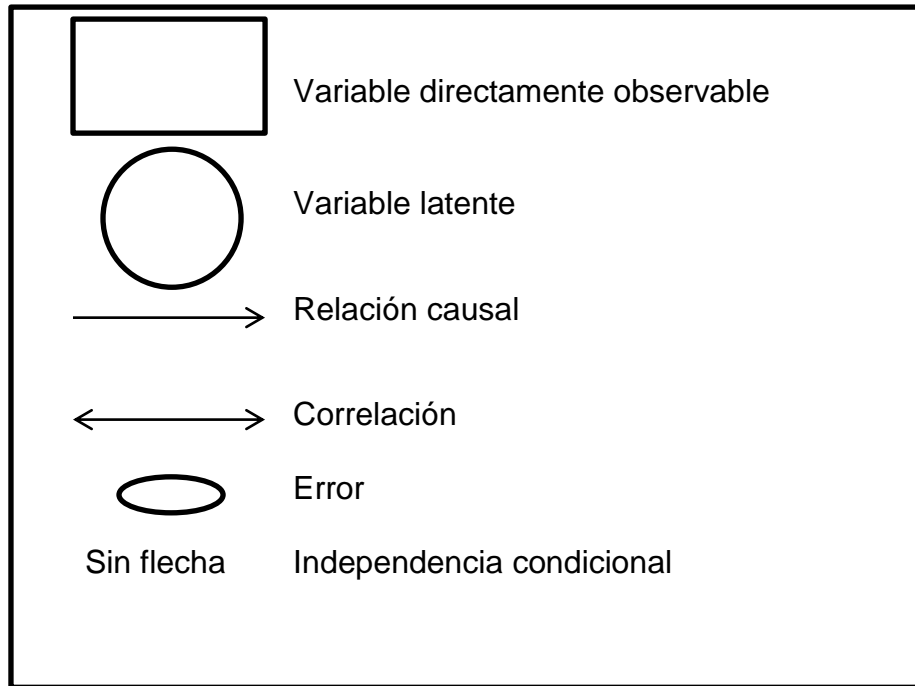 Variable directamente observable
Variable latente
Relación causal
Correlación
Error
Sin flecha Independencia condicional